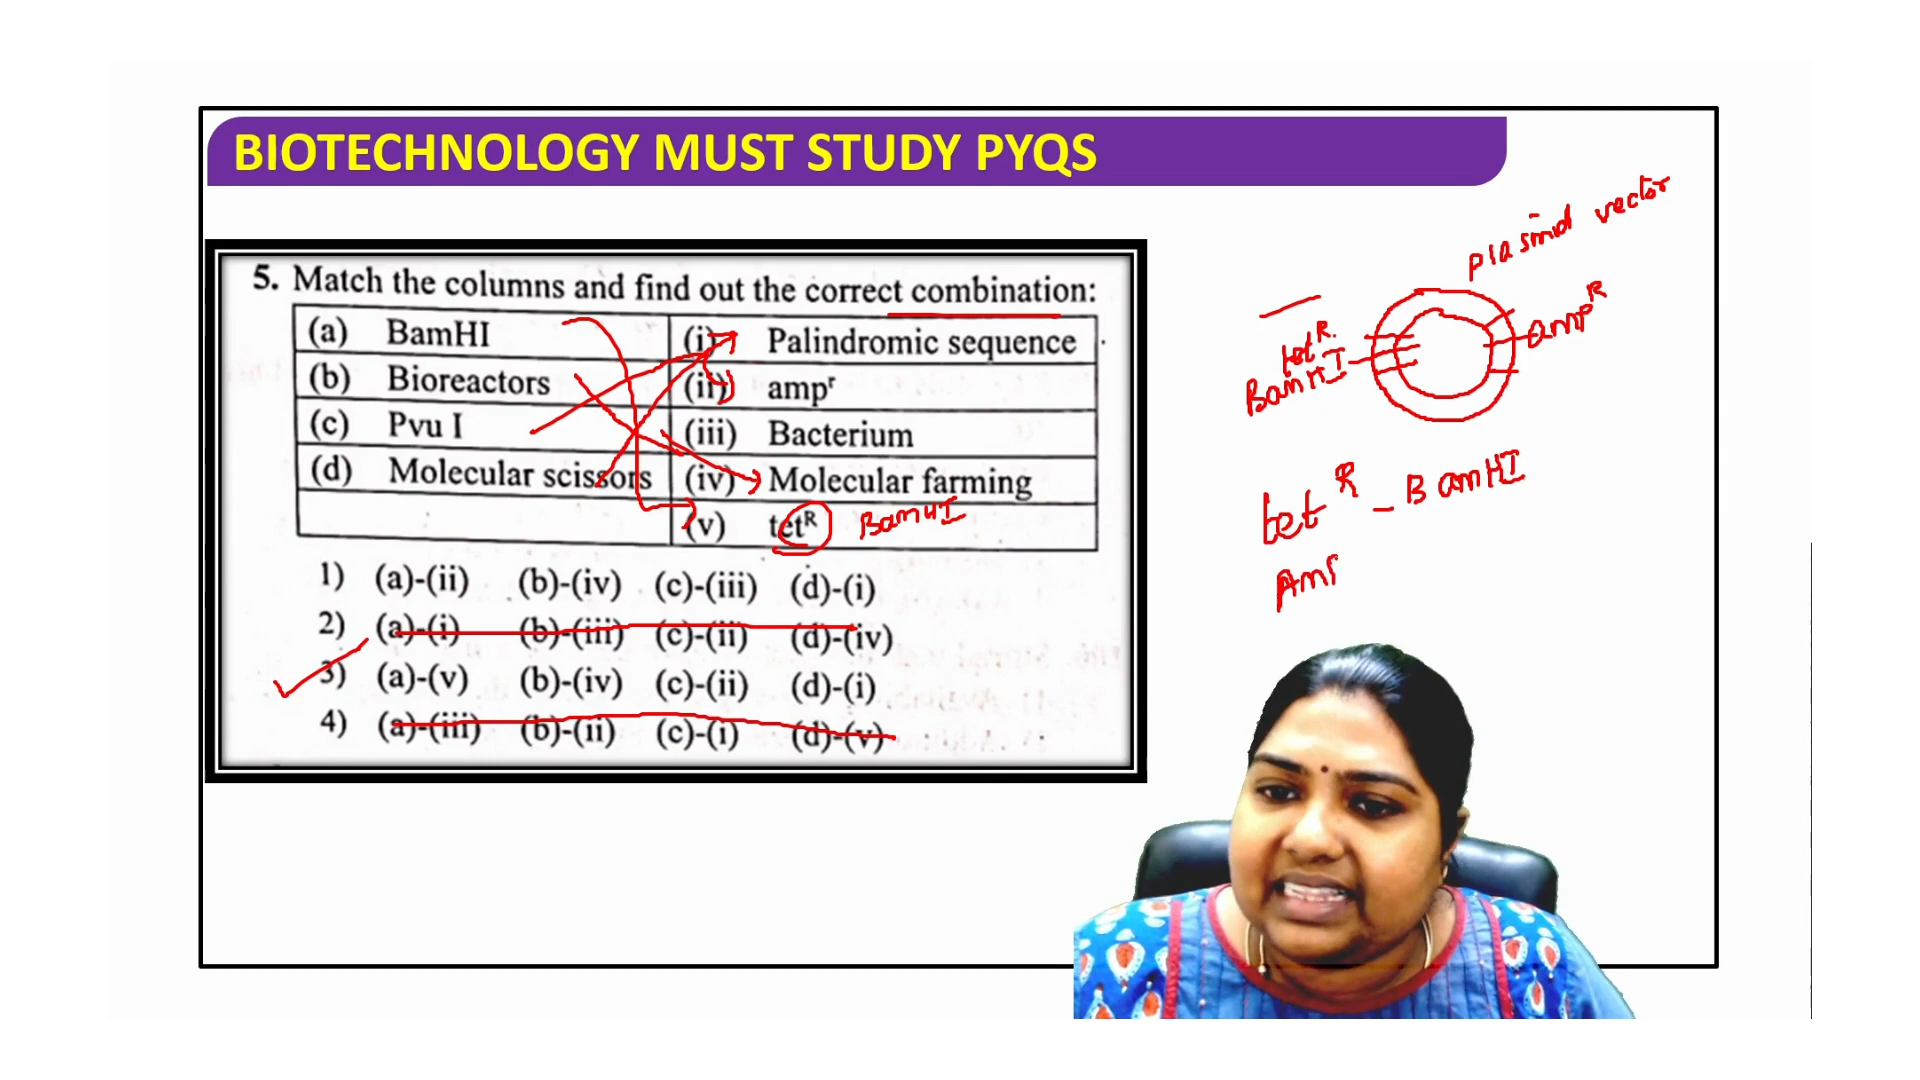 BIOTECHNOLOGY MUST STUDY PYQS
5. Match the columns and find out the correct combination:
(a) BamHI (i) Palindromic sequence
(b) Bioreactors (ii) ampʳ
(c) Pvu I (iii) Bacterium
(d) Molecular scissors (iv) Molecular farming
(v) tetᴿ BamHI
1) (a)-(ii) (b)-(iv) (c)-(iii) (d)-(i)
2) (a)-(i) (b)-(iii) (c)-(ii) (d)-(iv)
3) (a)-(v) (b)-(iv) (c)-(ii) (d)-(i)
4) (a)-(iii) (b)-(ii) (c)-(i) (d)-(v)
plasmid vector
ampᴿ
tetᴿ
BamHI
tetᴿ - BamHI